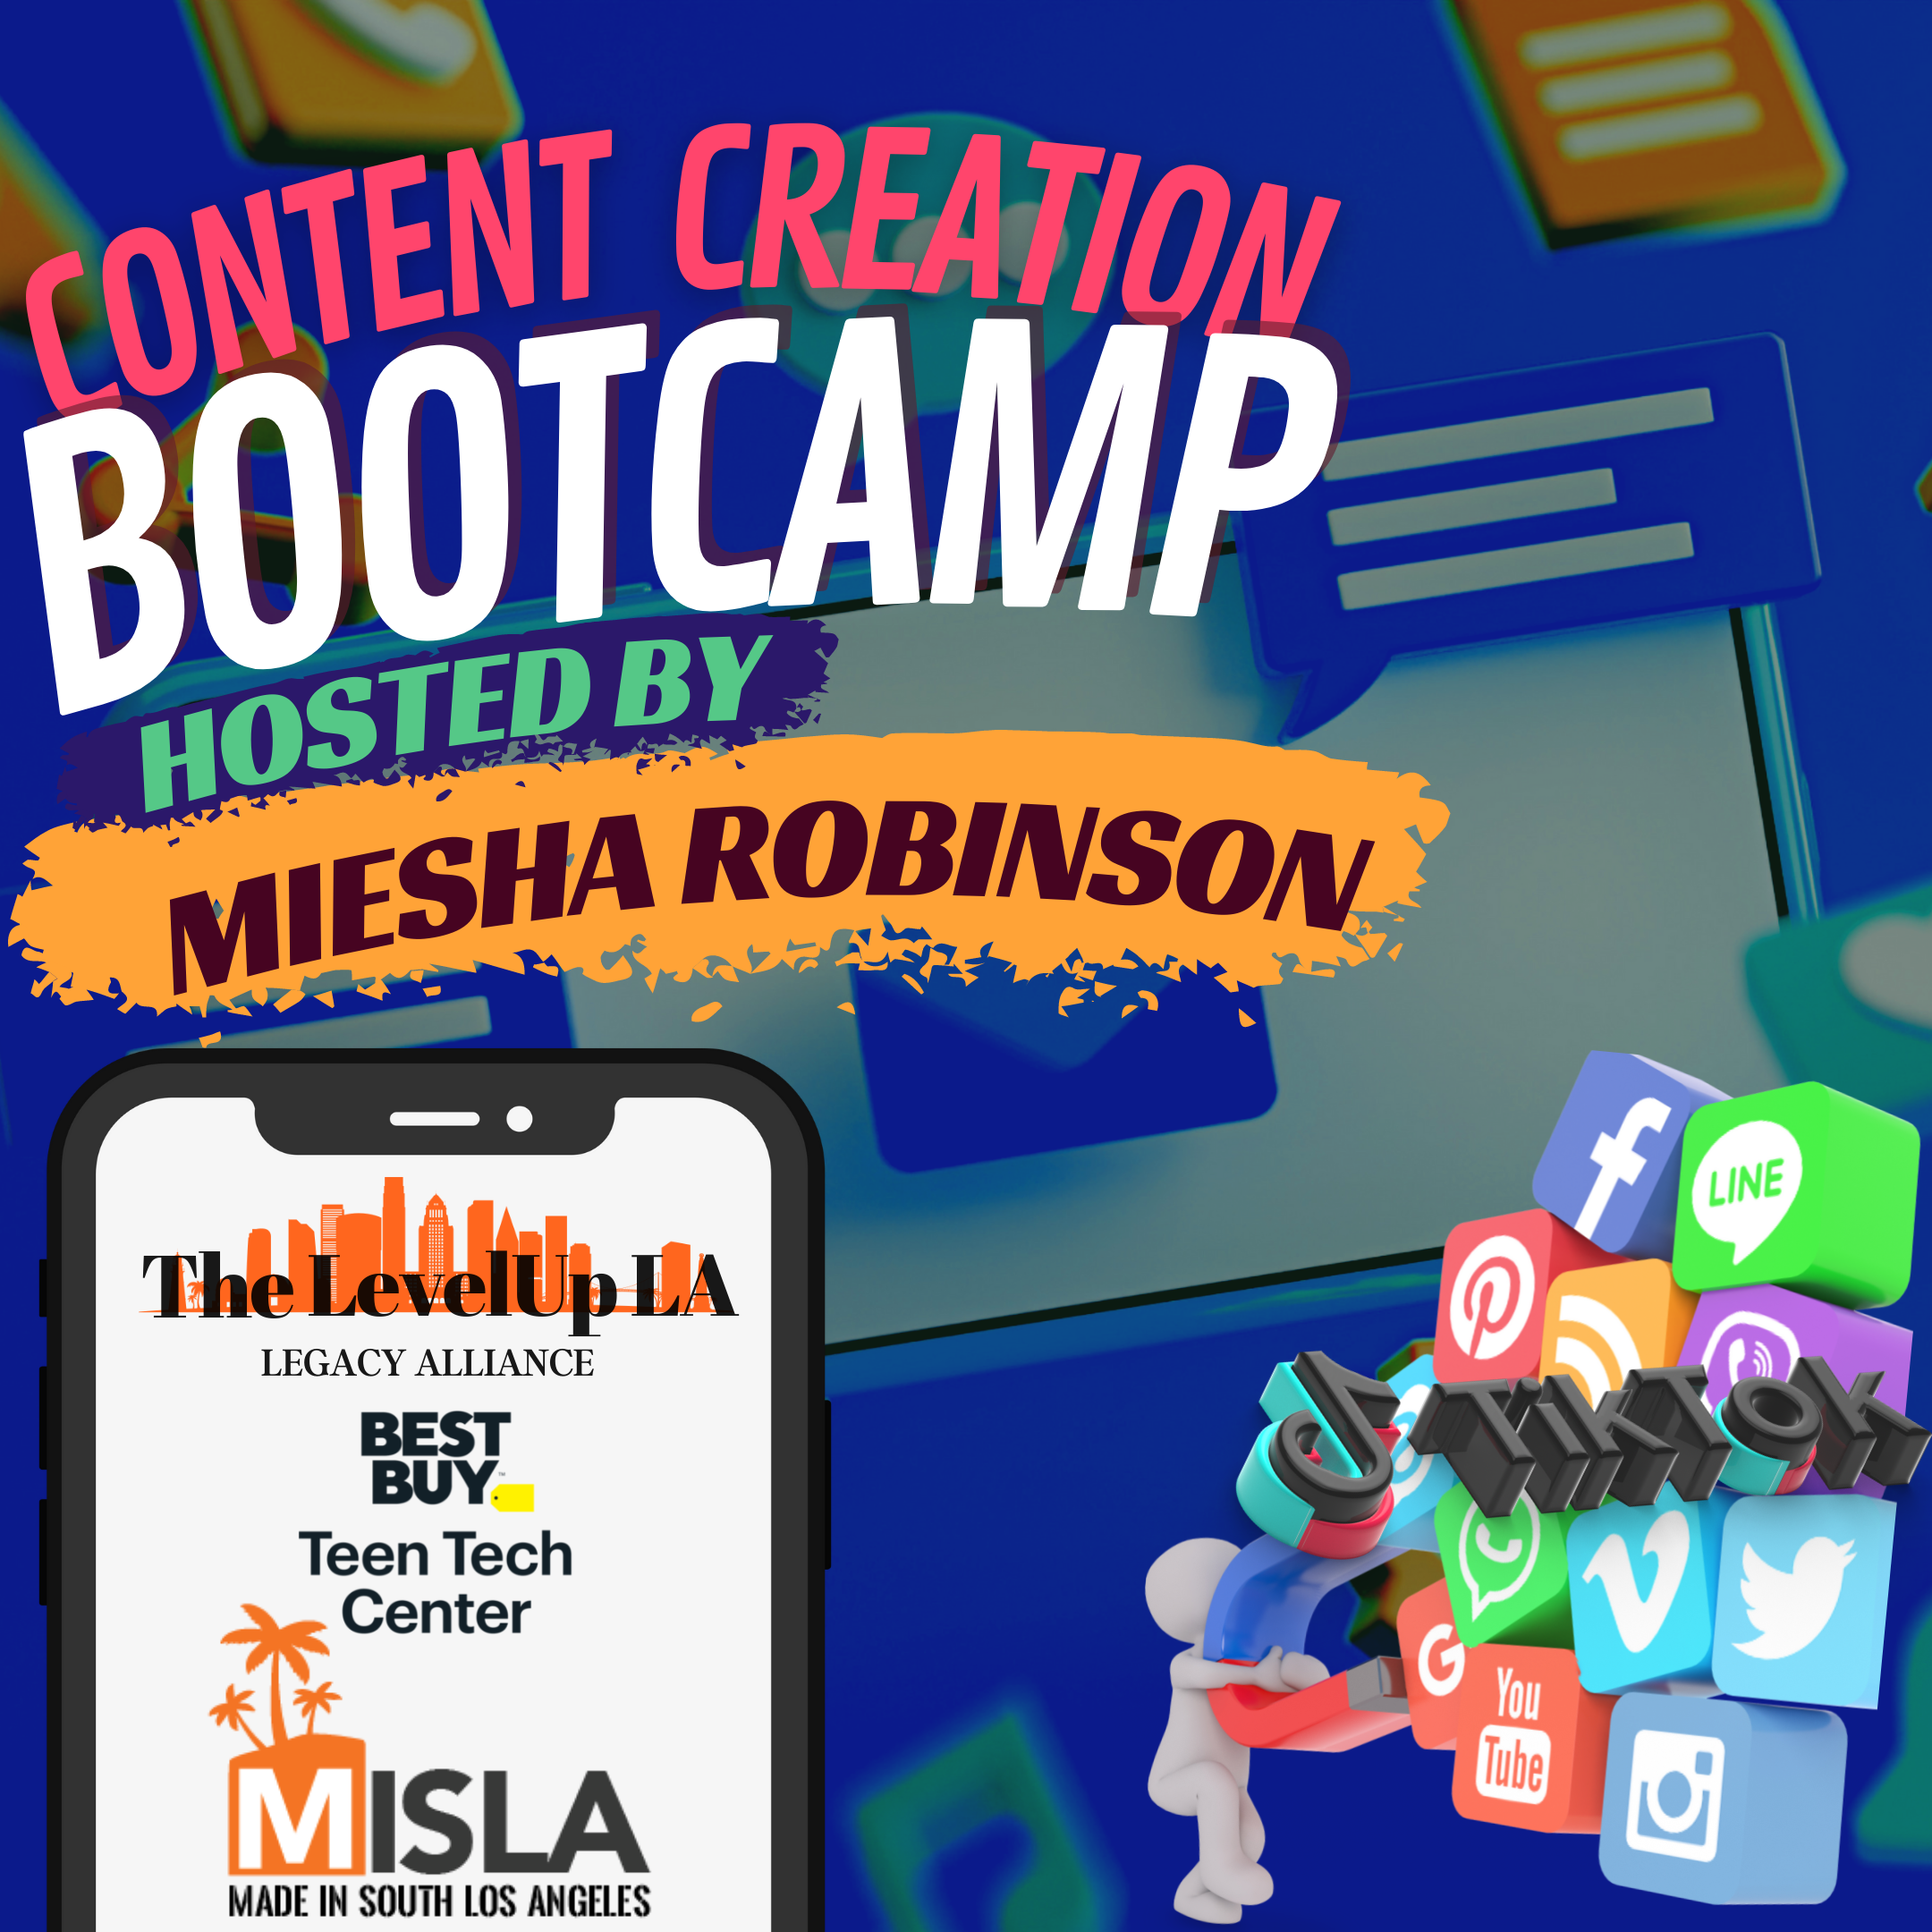 CONTENT CREATION
BOOTCAMP
HOSTED BY
MIESHA ROBINSON
The LevelUp LA
LEGACY ALLIANCE
BEST
BUY™
Teen Tech
Center
MISLA
MADE IN SOUTH LOS ANGELES
f
LINE
TikTok
G
You
Tube